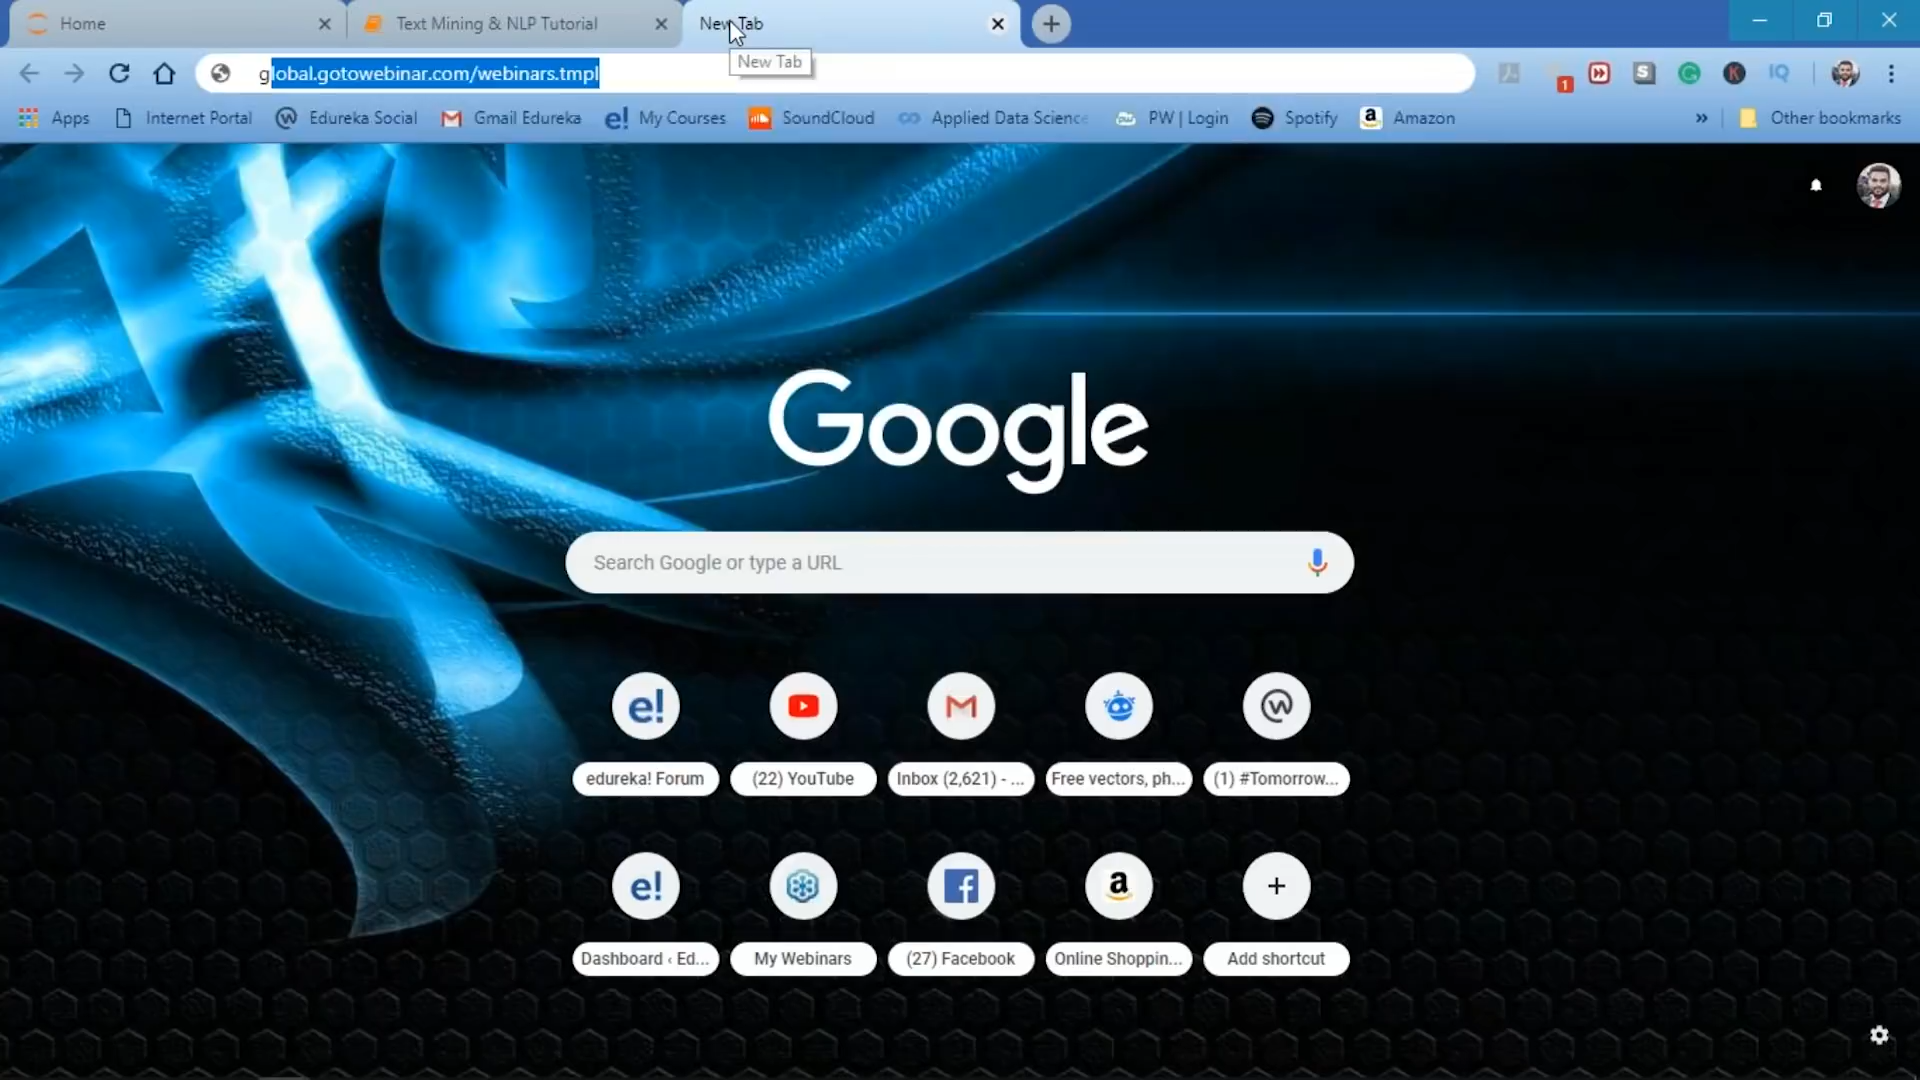 Home
Text Mining & NLP Tutorial
New Tab
global.gotowebinar.com/webinars.tmpl
New Tab
1
S
K
IQ
Apps
Internet Portal
Edureka Social
Gmail Edureka
e! My Courses
SoundCloud
Applied Data Science
pw PW | Login
Spotify
a Amazon
»
Other bookmarks
Google
Search Google or type a URL
e!
edureka! Forum
(22) YouTube
Inbox (2,621) - ...
Free vectors, ph...
(1) #Tomorrow...
e!
a
Dashboard ‹ Ed...
My Webinars
(27) Facebook
Online Shoppin...
Add shortcut